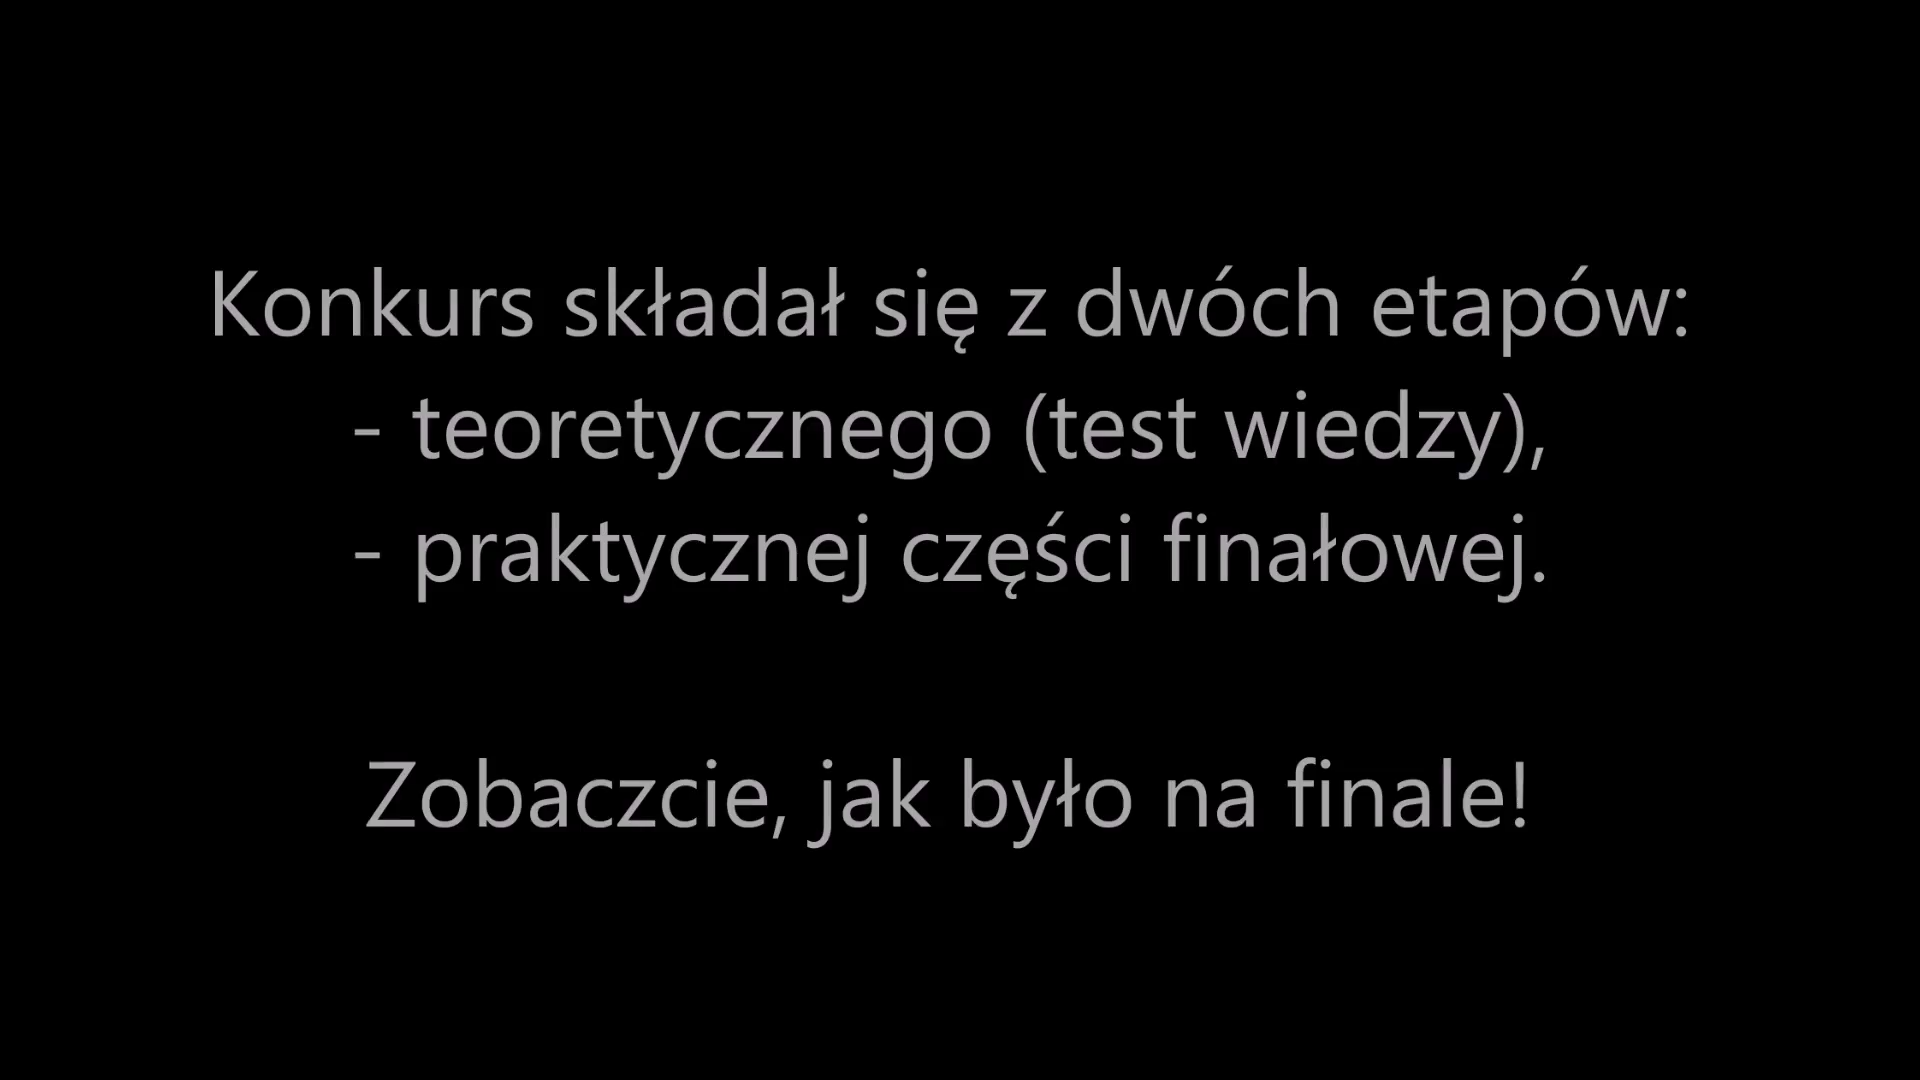 Konkurs składał się z dwóch etapów:
- teoretycznego (test wiedzy),
- praktycznej części finałowej.
Zobaczcie, jak było na finale!